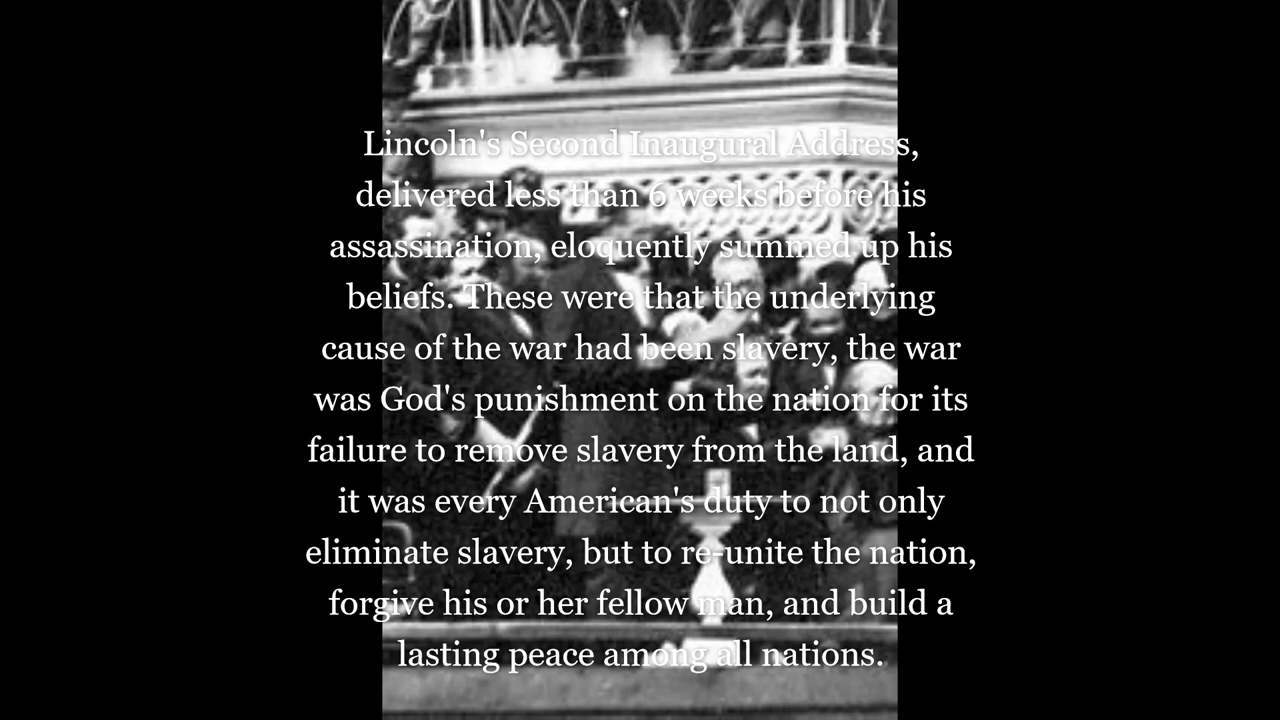 Lincoln's Second Inaugural Address,
delivered less than 6 weeks before his
assassination, eloquently summed up his
beliefs. These were that the underlying
cause of the war had been slavery, the war
was God's punishment on the nation for its
failure to remove slavery from the land, and
it was every American's duty to not only
eliminate slavery, but to re-unite the nation,
forgive his or her fellow man, and build a
lasting peace among all nations.